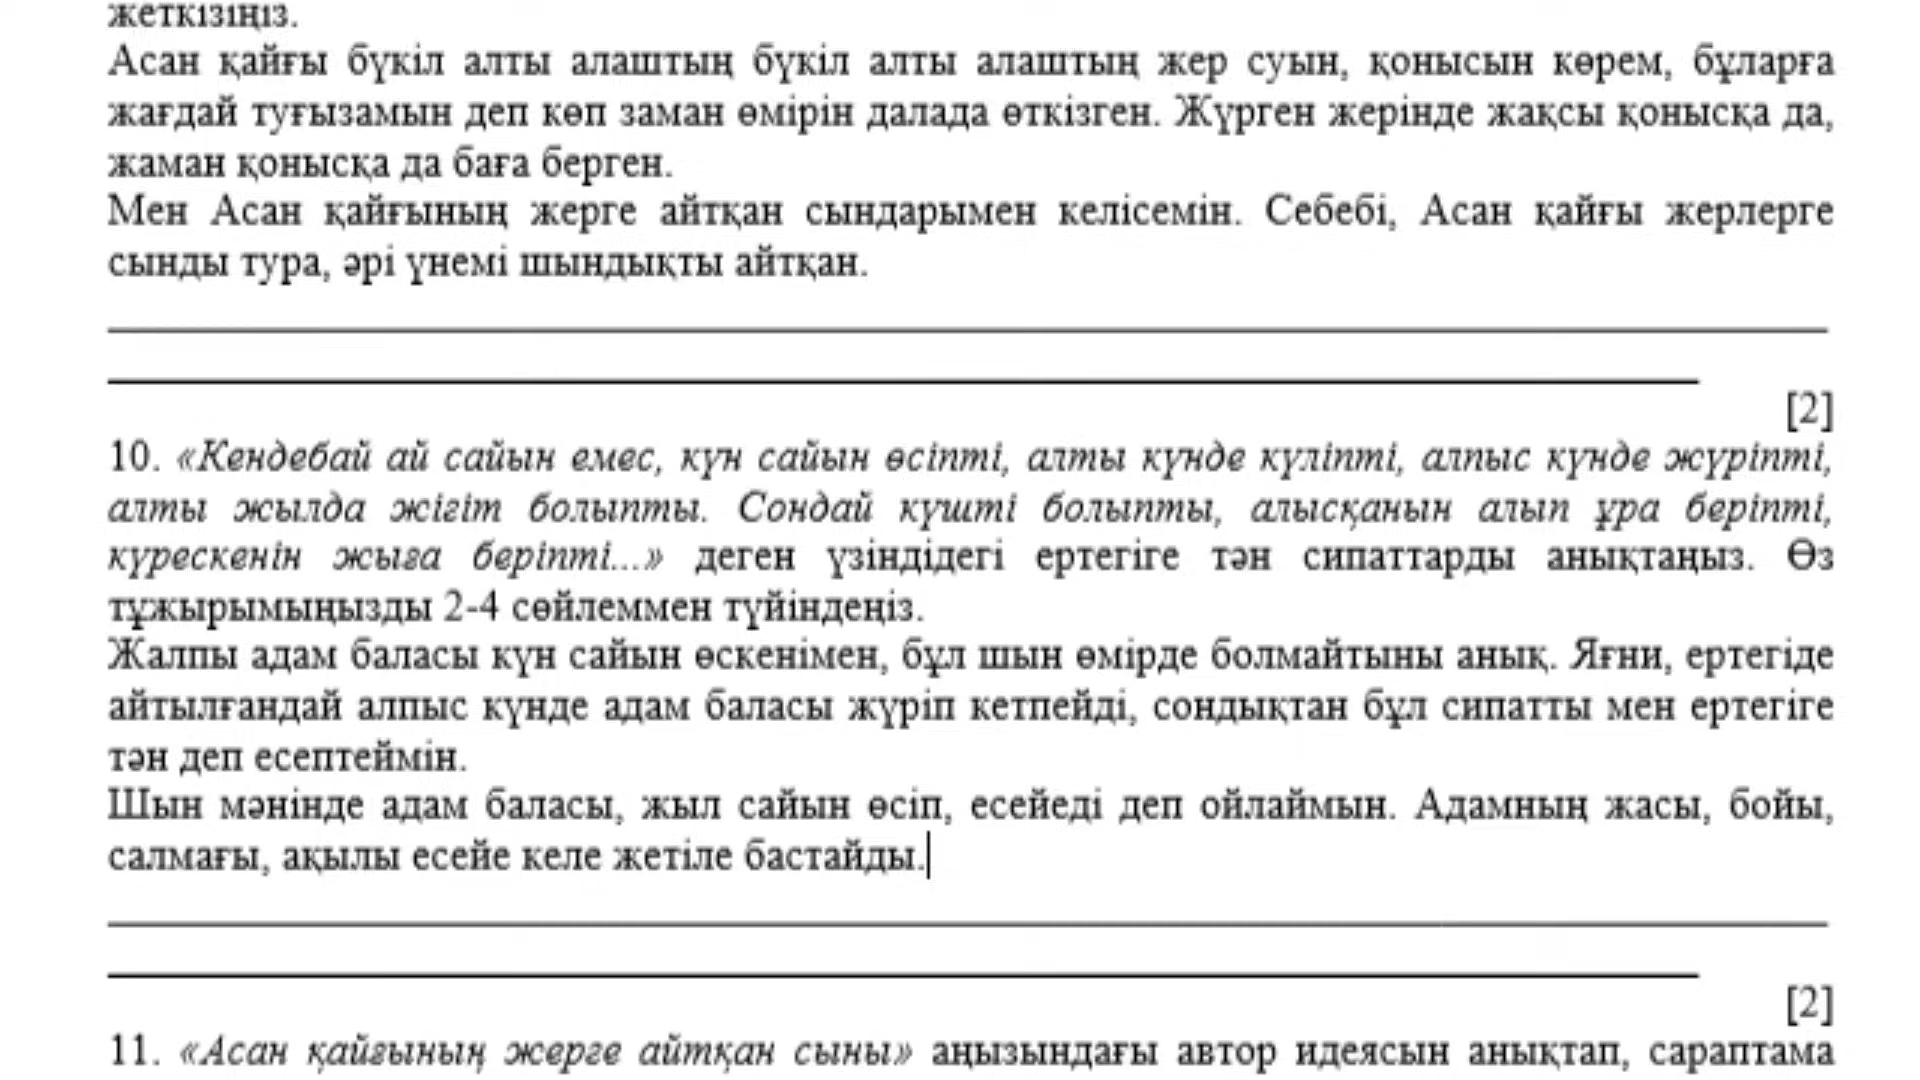 жеткізіңіз.
Асан қайғы бүкіл алты алаштың бүкіл алты алаштың жер суын, қонысын көрем, бұларға
жағдай туғызамын деп көп заман өмірін далада өткізген. Жүрген жерінде жақсы қонысқа да,
жаман қонысқа да баға берген.
Мен Асан қайғының жерге айтқан сындарымен келісемін. Себебі, Асан қайғы жерлерге
сынды тура, әрі үнемі шындықты айтқан.
[2]
10. «Кендебай ай сайын емес, күн сайын өсіпті, алты күнде күліпті, алпыс күнде жүріпті,
алты жылда жігіт болыпты. Сондай күшті болыпты, алысқанын алып ұра беріпті,
күрескенін жыға беріпті...» деген үзіндідегі ертегіге тән сипаттарды анықтаңыз. Өз
тұжырымыңызды 2-4 сөйлеммен түйіндеңіз.
Жалпы адам баласы күн сайын өскенімен, бұл шын өмірде болмайтыны анық. Яғни, ертегіде
айтылғандай алпыс күнде адам баласы жүріп кетпейді, сондықтан бұл сипатты мен ертегіге
тән деп есептеймін.
Шын мәнінде адам баласы, жыл сайын өсіп, есейеді деп ойлаймын. Адамның жасы, бойы,
салмағы, ақылы есейе келе жетіле бастайды.
[2]
11. «Асан қайғының жерге айтқан сыны» аңызындағы автор идеясын анықтап, сараптама